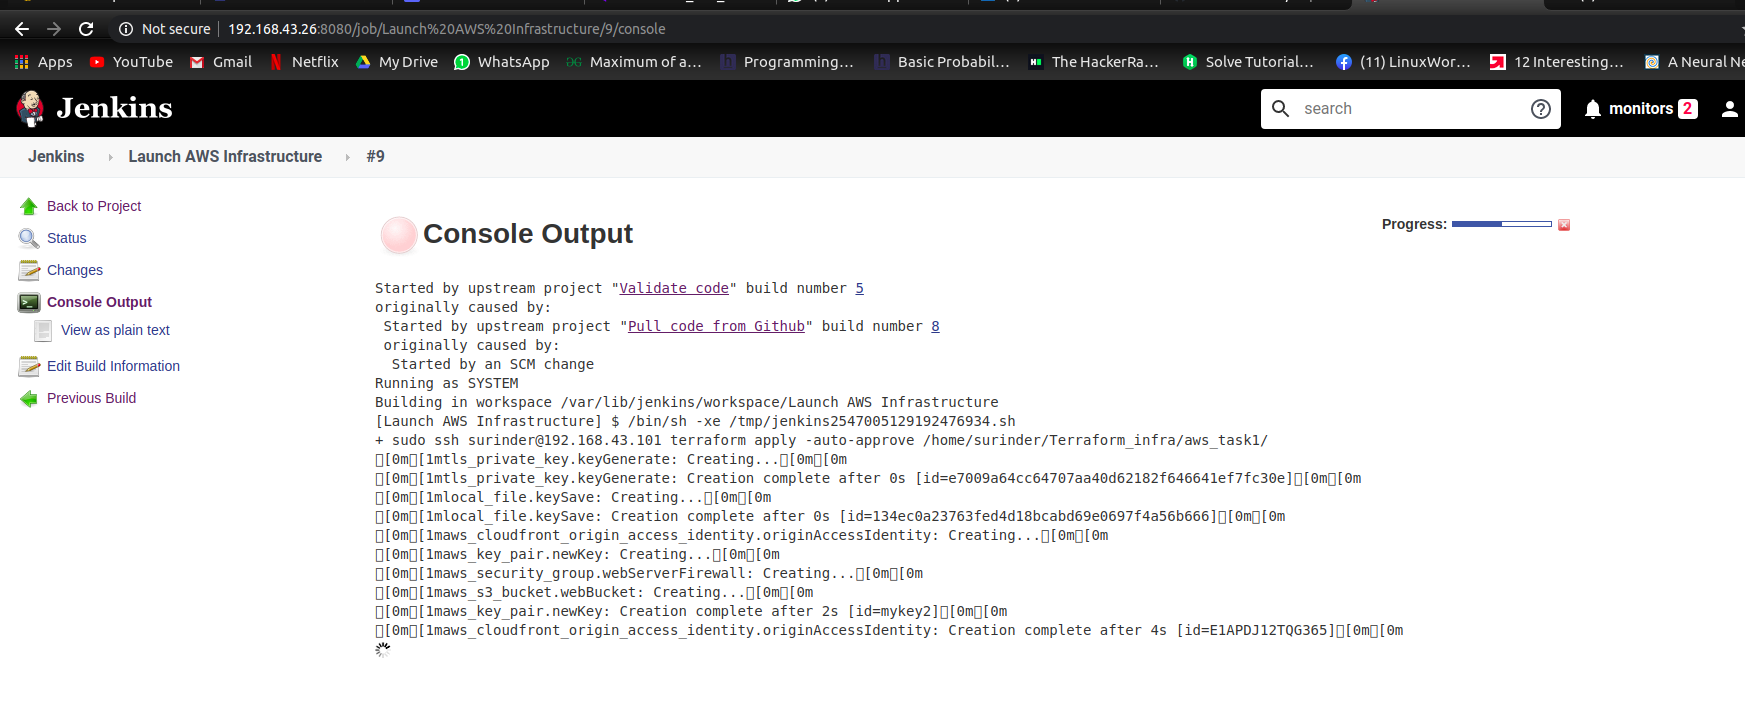 Not secure 192.168.43.26:8080/job/Launch%20AWS%20Infrastructure/9/console
Apps YouTube Gmail Netflix My Drive WhatsApp Maximum of a... Programming... Basic Probabil... The HackerRa... Solve Tutorial... (11) LinuxWor... 12 Interesting... A Neural Ne
Jenkins search monitors 2
Jenkins Launch AWS Infrastructure #9
Back to Project
Status
Changes
Console Output
View as plain text
Edit Build Information
Previous Build
Console Output
Progress:
Started by upstream project "Validate code" build number 5
originally caused by:
Started by upstream project "Pull code from Github" build number 8
originally caused by:
Started by an SCM change
Running as SYSTEM
Building in workspace /var/lib/jenkins/workspace/Launch AWS Infrastructure
[Launch AWS Infrastructure] $ /bin/sh -xe /tmp/jenkins2547005129192476934.sh
+ sudo ssh surinder@192.168.43.101 terraform apply -auto-approve /home/surinder/Terraform_infra/aws_task1/
[0m[1mtls_private_key.keyGenerate: Creating...[0m[0m
[0m[1mtls_private_key.keyGenerate: Creation complete after 0s [id=e7009a64cc64707aa40d62182f646641ef7fc30e][0m[0m
[0m[1mlocal_file.keySave: Creating...[0m[0m
[0m[1mlocal_file.keySave: Creation complete after 0s [id=134ec0a23763fed4d18bcabd69e0697f4a56b666][0m[0m
[0m[1maws_cloudfront_origin_access_identity.originAccessIdentity: Creating...[0m[0m
[0m[1maws_key_pair.newKey: Creating...[0m[0m
[0m[1maws_security_group.webServerFirewall: Creating...[0m[0m
[0m[1maws_s3_bucket.webBucket: Creating...[0m[0m
[0m[1maws_key_pair.newKey: Creation complete after 2s [id=mykey2][0m[0m
[0m[1maws_cloudfront_origin_access_identity.originAccessIdentity: Creation complete after 4s [id=E1APDJ12TQG365][0m[0m